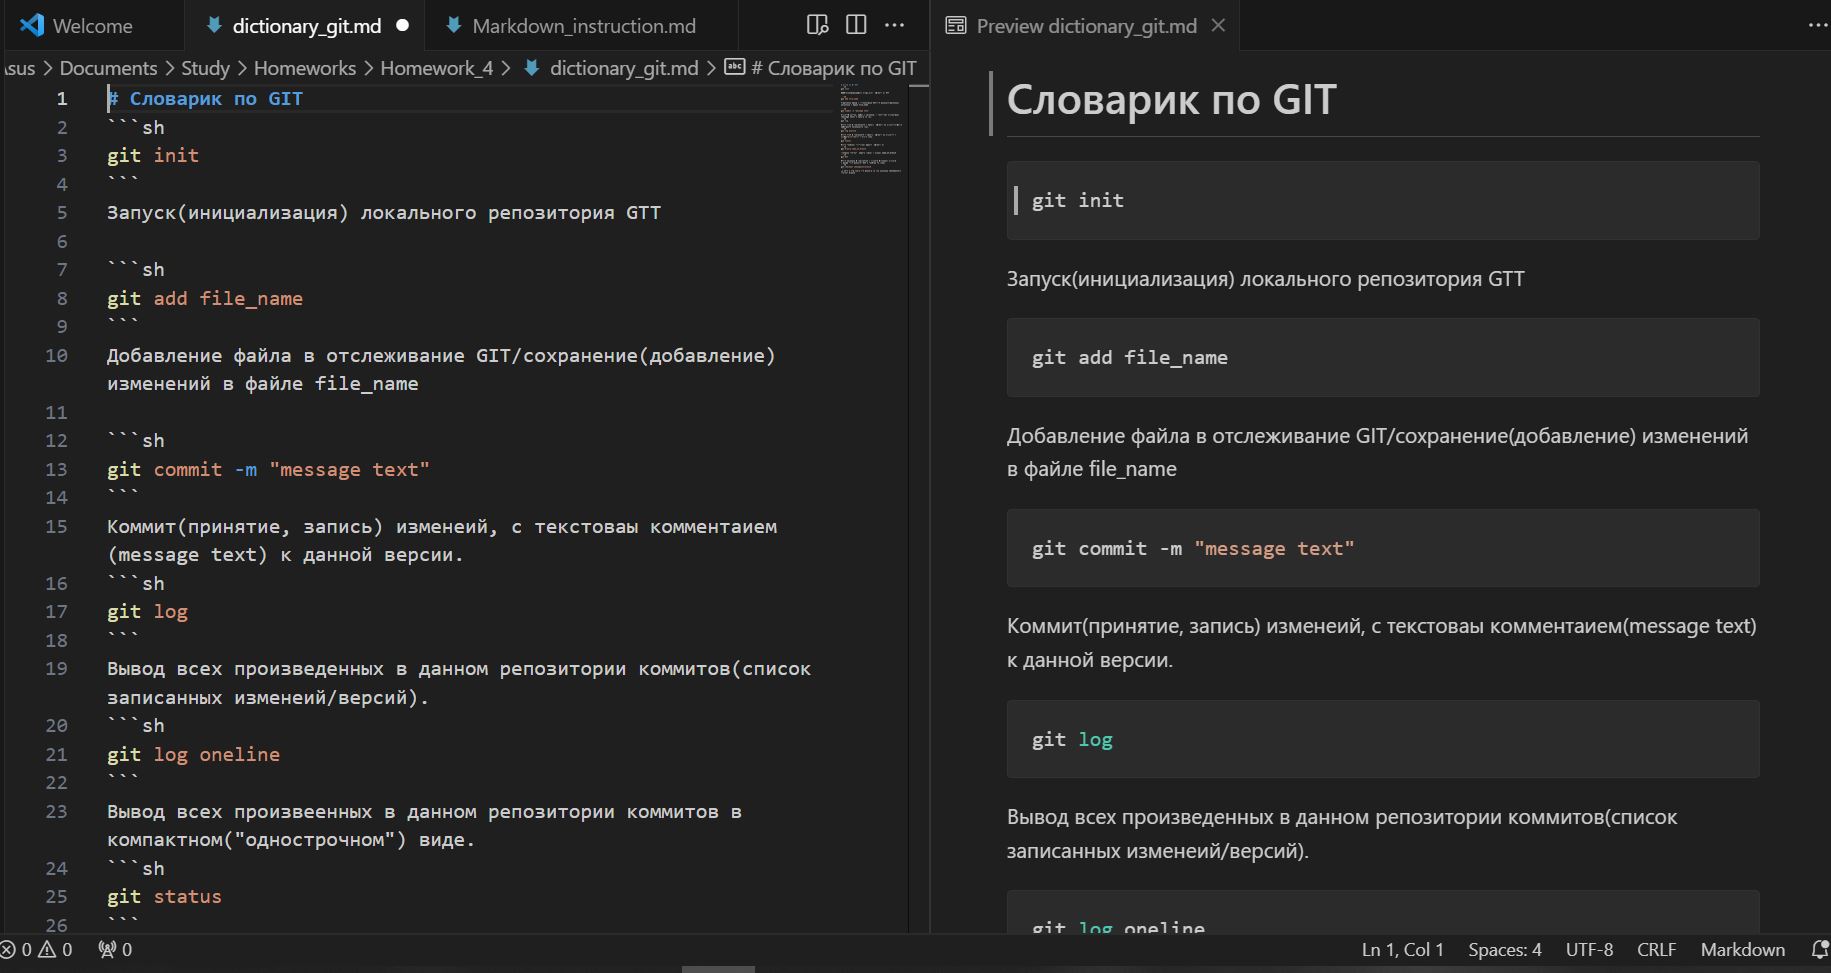 Welcome
dictionary_git.md
Markdown_instruction.md
Preview dictionary_git.md
Documents > Study > Homeworks > Homework_4 > dictionary_git.md > # Словарик по GIT
1 # Словарик по GIT
2 ```sh
3 git init
4 ```
5 Запуск(инициализация) локального репозитория GTT
6
7 ```sh
8 git add file_name
9 ```
10 Добавление файла в отслеживание GIT/сохранение(добавление)
изменений в файле file_name
11
12 ```sh
13 git commit -m "message text"
14 ```
15 Коммит(принятие, запись) изменеий, с текстоваы комментаием
(message text) к данной версии.
16 ```sh
17 git log
18 ```
19 Вывод всех произведенных в данном репозитории коммитов(список
записанных изменеий/версий).
20 ```sh
21 git log oneline
22 ```
23 Вывод всех произвеенных в данном репозитории коммитов в
компактном("однострочном") виде.
24 ```sh
25 git status
26 ```
Словарик по GIT
git init
Запуск(инициализация) локального репозитория GTT
git add file_name
Добавление файла в отслеживание GIT/сохранение(добавление) изменений
в файле file_name
git commit -m "message text"
Коммит(принятие, запись) изменеий, с текстоваы комментаием(message text)
к данной версии.
git log
Вывод всех произведенных в данном репозитории коммитов(список
записанных изменеий/версий).
git log oneline
0 0 0
Ln 1, Col 1 Spaces: 4 UTF-8 CRLF Markdown